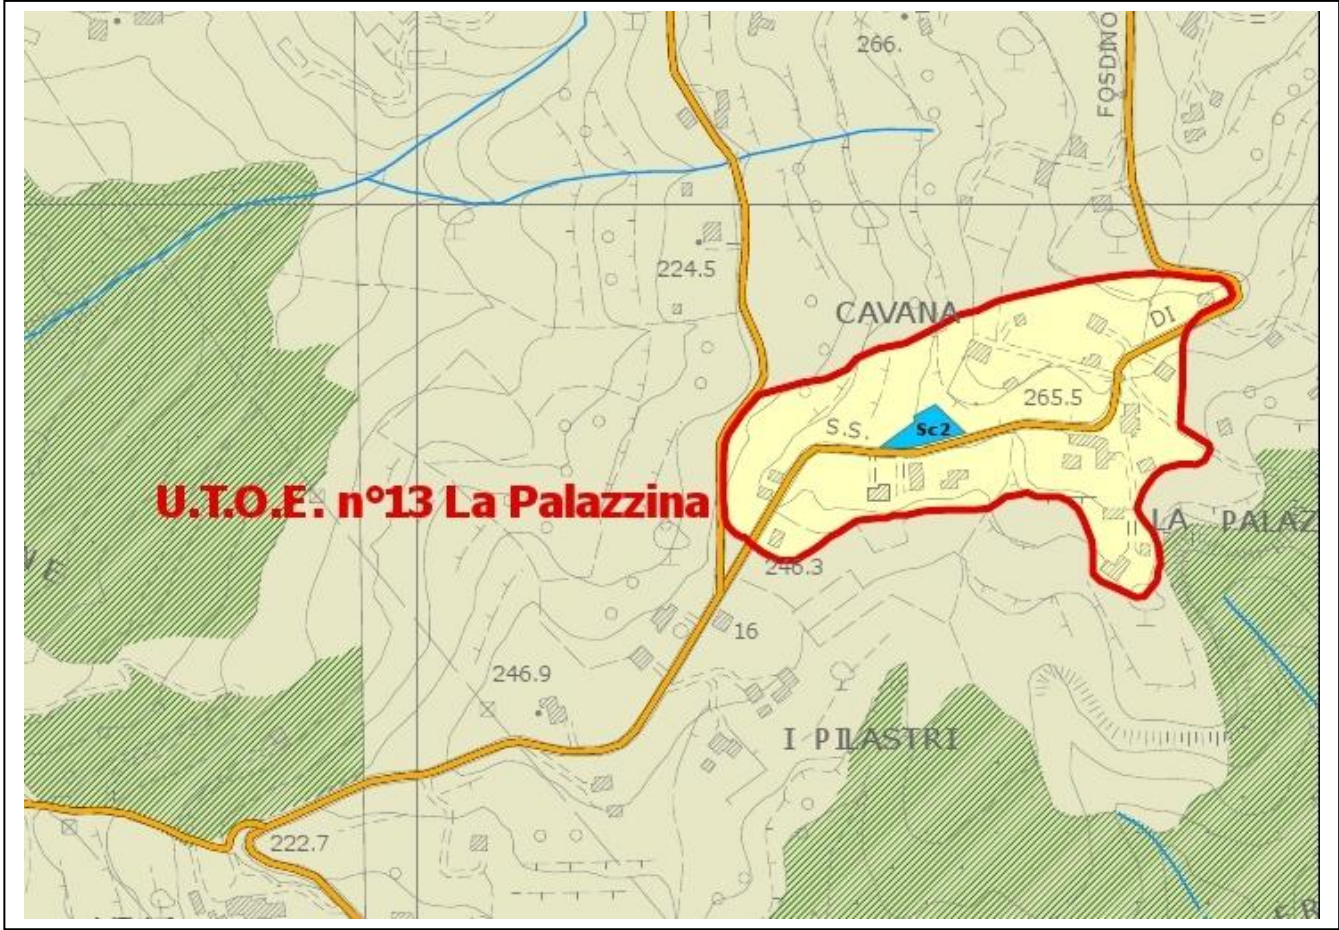 266.
FOSDINO
224.5
CAVANA
DI
265.5
S.S.
Sc2
U.T.O.E. n°13 La Palazzina
LA PALAZ
246.3
16
246.9
I PILASTRI
222.7